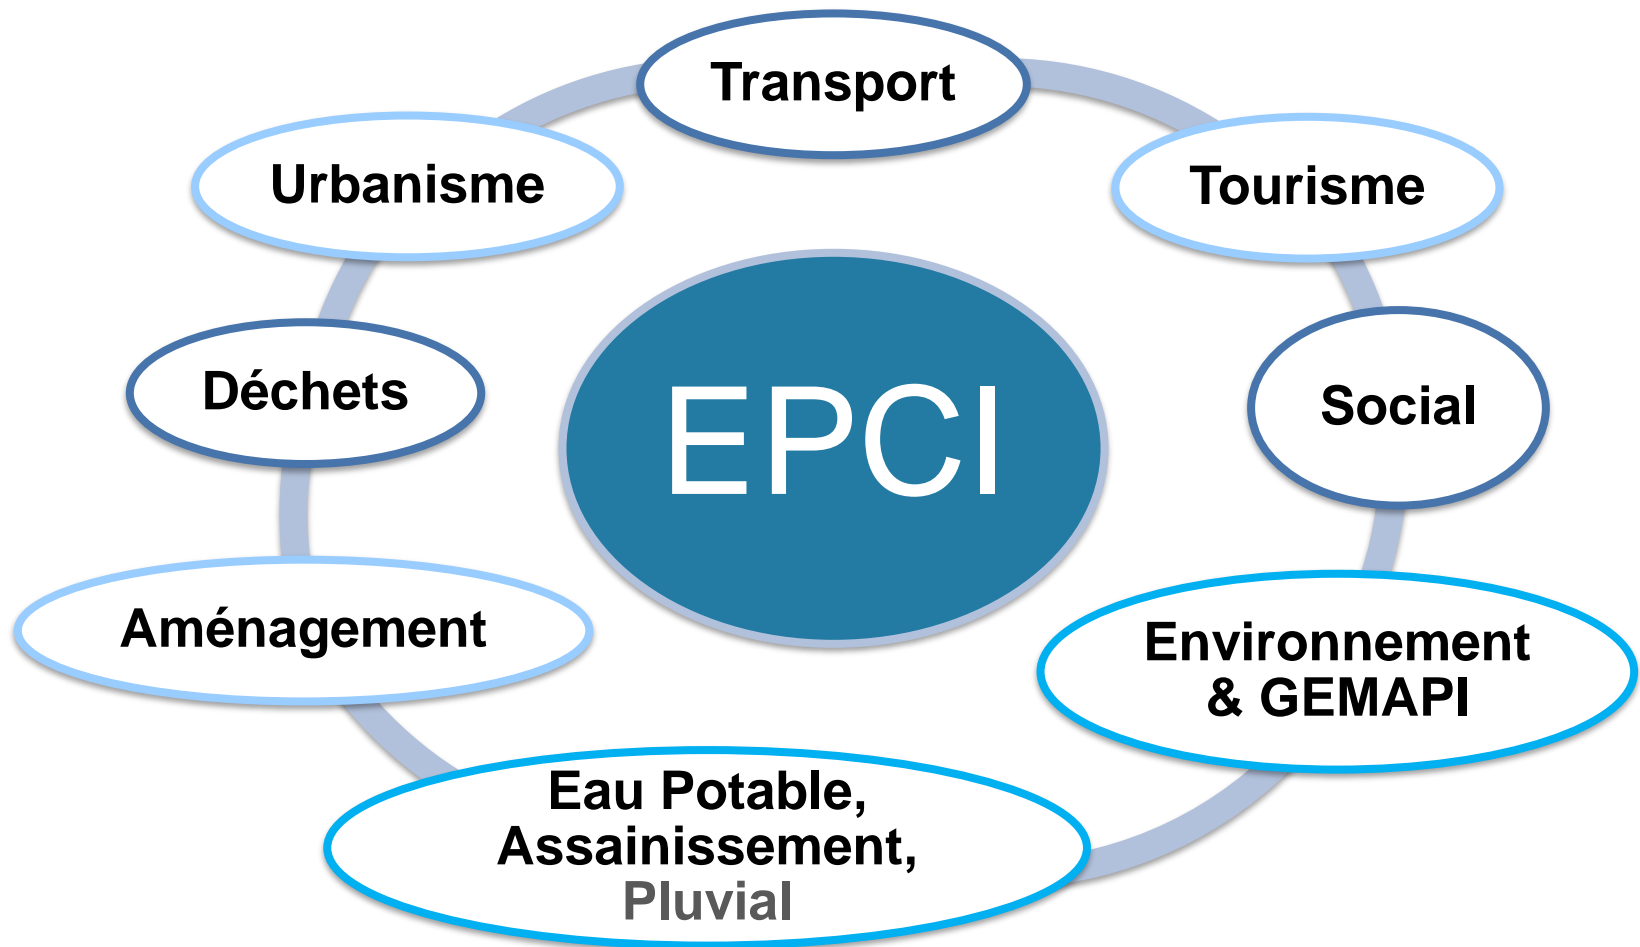 Transport
Urbanisme
Tourisme
Déchets
EPCI
Social
Aménagement
Environnement
& GEMAPI
Eau Potable,
Assainissement,
Pluvial